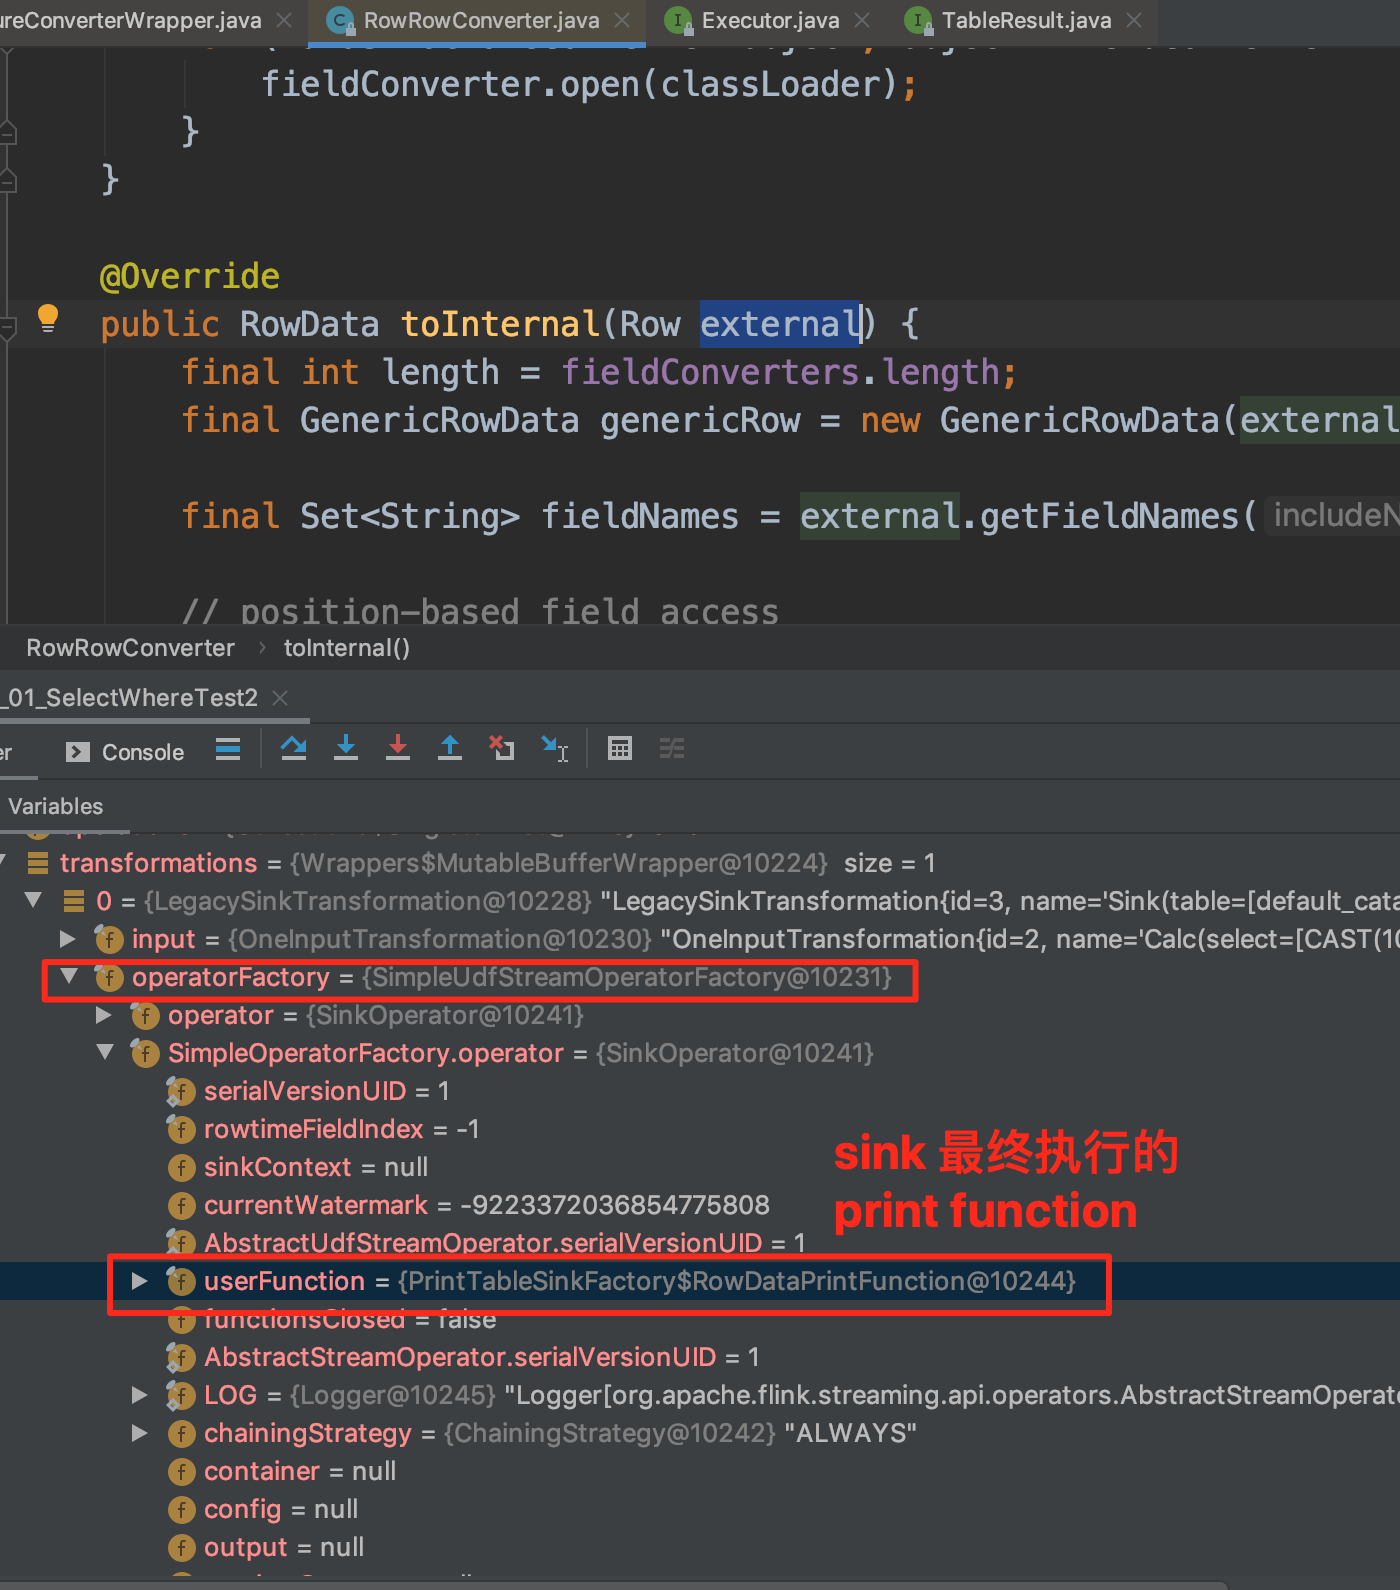 ureConverterWrapper.java RowRowConverter.java Executor.java TableResult.java
fieldConverter.open(classLoader);
}
}
@Override
public RowData toInternal(Row external) {
final int length = fieldConverters.length;
final GenericRowData genericRow = new GenericRowData(external
final Set<String> fieldNames = external.getFieldNames( includeN
// position-based field access
RowRowConverter › toInternal()
_01_SelectWhereTest2
er Console
Variables
transformations = {Wrappers$MutableBufferWrapper@10224} size = 1
0 = {LegacySinkTransformation@10228} "LegacySinkTransformation{id=3, name='Sink(table=[default_cata
input = {OneInputTransformation@10230} "OneInputTransformation{id=2, name='Calc(select=[CAST(10
operatorFactory = {SimpleUdfStreamOperatorFactory@10231}
operator = {SinkOperator@10241}
SimpleOperatorFactory.operator = {SinkOperator@10241}
serialVersionUID = 1
rowtimeFieldIndex = -1
sinkContext = null
currentWatermark = -9223372036854775808
AbstractUdfStreamOperator.serialVersionUID = 1
sink 最终执行的
print function
userFunction = {PrintTableSinkFactory$RowDataPrintFunction@10244}
functionsClosed = false
AbstractStreamOperator.serialVersionUID = 1
LOG = {Logger@10245} "Logger[org.apache.flink.streaming.api.operators.AbstractStreamOperato
chainingStrategy = {ChainingStrategy@10242} "ALWAYS"
container = null
config = null
output = null